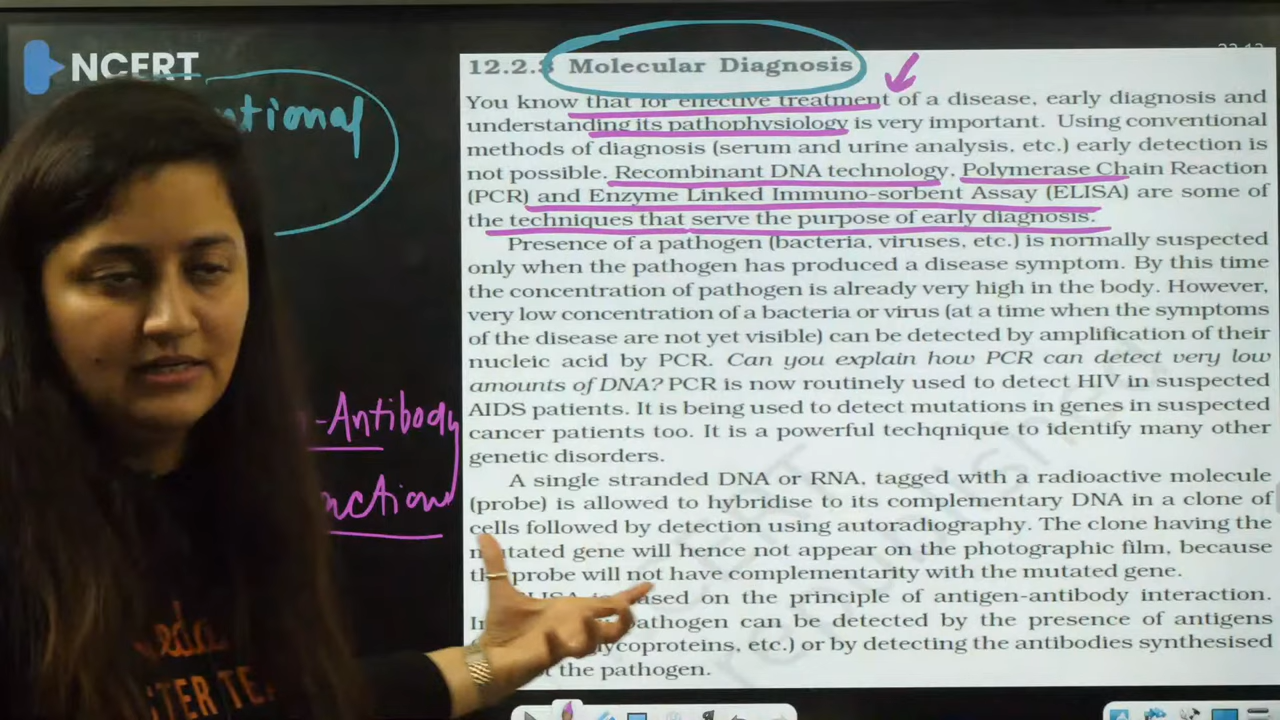 NCERT
12.2.3 Molecular Diagnosis
You know that for effective treatment of a disease, early diagnosis and
understanding its pathophysiology is very important. Using conventional
methods of diagnosis (serum and urine analysis, etc.) early detection is
not possible. Recombinant DNA technology, Polymerase Chain Reaction
(PCR) and Enzyme Linked Immuno-sorbent Assay (ELISA) are some of
the techniques that serve the purpose of early diagnosis.
Presence of a pathogen (bacteria, viruses, etc.) is normally suspected
only when the pathogen has produced a disease symptom. By this time
the concentration of pathogen is already very high in the body. However,
very low concentration of a bacteria or virus (at a time when the symptoms
of the disease are not yet visible) can be detected by amplification of their
nucleic acid by PCR. Can you explain how PCR can detect very low
amounts of DNA? PCR is now routinely used to detect HIV in suspected
AIDS patients. It is being used to detect mutations in genes in suspected
cancer patients too. It is a powerful techqnique to identify many other
genetic disorders.
A single stranded DNA or RNA, tagged with a radioactive molecule
(probe) is allowed to hybridise to its complementary DNA in a clone of
cells followed by detection using autoradiography. The clone having the
mutated gene will hence not appear on the photographic film, because
the probe will not have complementarity with the mutated gene.
ELISA is based on the principle of antigen-antibody interaction.
pathogen can be detected by the presence of antigens
lycoproteins, etc.) or by detecting the antibodies synthesised
the pathogen.
tional
-Antibody
action